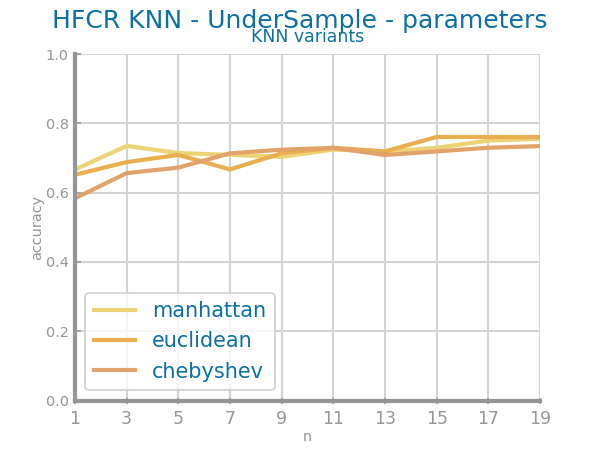 HFCR KNN - UnderSample - parameters
KNN variants
1.0
0.8
0.6
0.4
0.2
0.0
accuracy
manhattan
euclidean
chebyshev
1 3 5 7 9 11 13 15 17 19
n